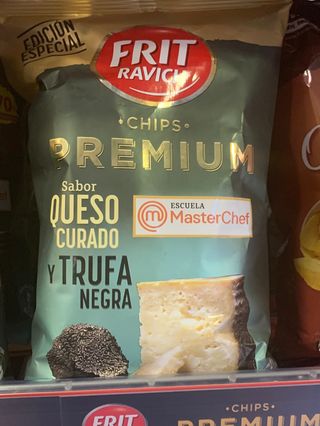 EDICIÓN
ESPECIAL
FRIT
RAVICH
CHIPS
PREMIUM
Sabor
QUESO
CURADO
ESCUELA
MasterChef
Y TRUFA
NEGRA
FRIT
CHIPS
PREMIUM